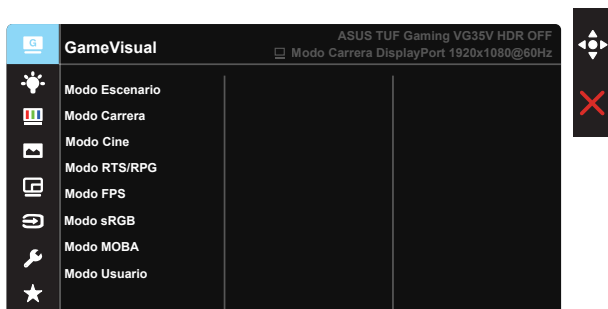 G
GameVisual
ASUS TUF Gaming VG35V HDR OFF
Modo Carrera DisplayPort 1920x1080@60Hz
Modo Escenario
Modo Carrera
Modo Cine
Modo RTS/RPG
Modo FPS
Modo sRGB
Modo MOBA
Modo Usuario